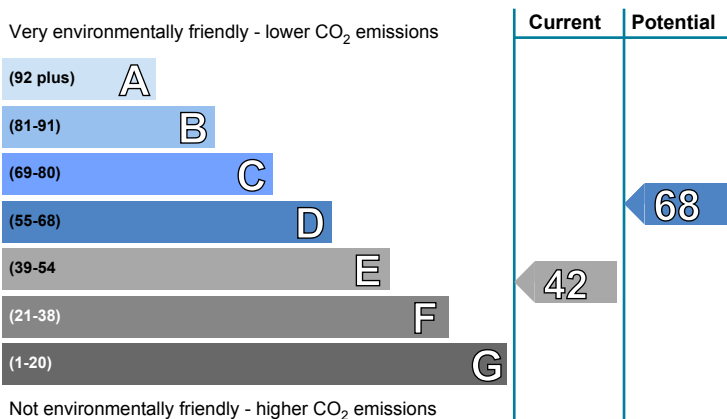 Current Potential
Very environmentally friendly - lower CO2 emissions
(92 plus) A
(81-91) B
(69-80) C
(55-68) D
68
(39-54 E
42
(21-38) F
(1-20) G
Not environmentally friendly - higher CO2 emissions